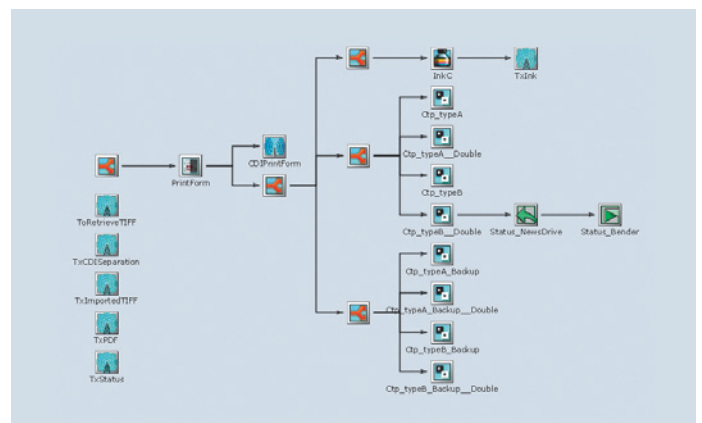 InkC
TxInk
Ctp_typeA
CDIPrintForm
Ctp_typeA__Double
PrintForm
Ctp_typeB
ToRetrieveTIFF
Ctp_typeB__Double
Status_NewsDrive
Status_Bender
TxCDISeparation
Ctp_typeA_Backup
TxImportedTIFF
Ctp_typeA_Backup__Double
TxPDF
Ctp_typeB_Backup
TxStatus
Ctp_typeB_Backup__Double